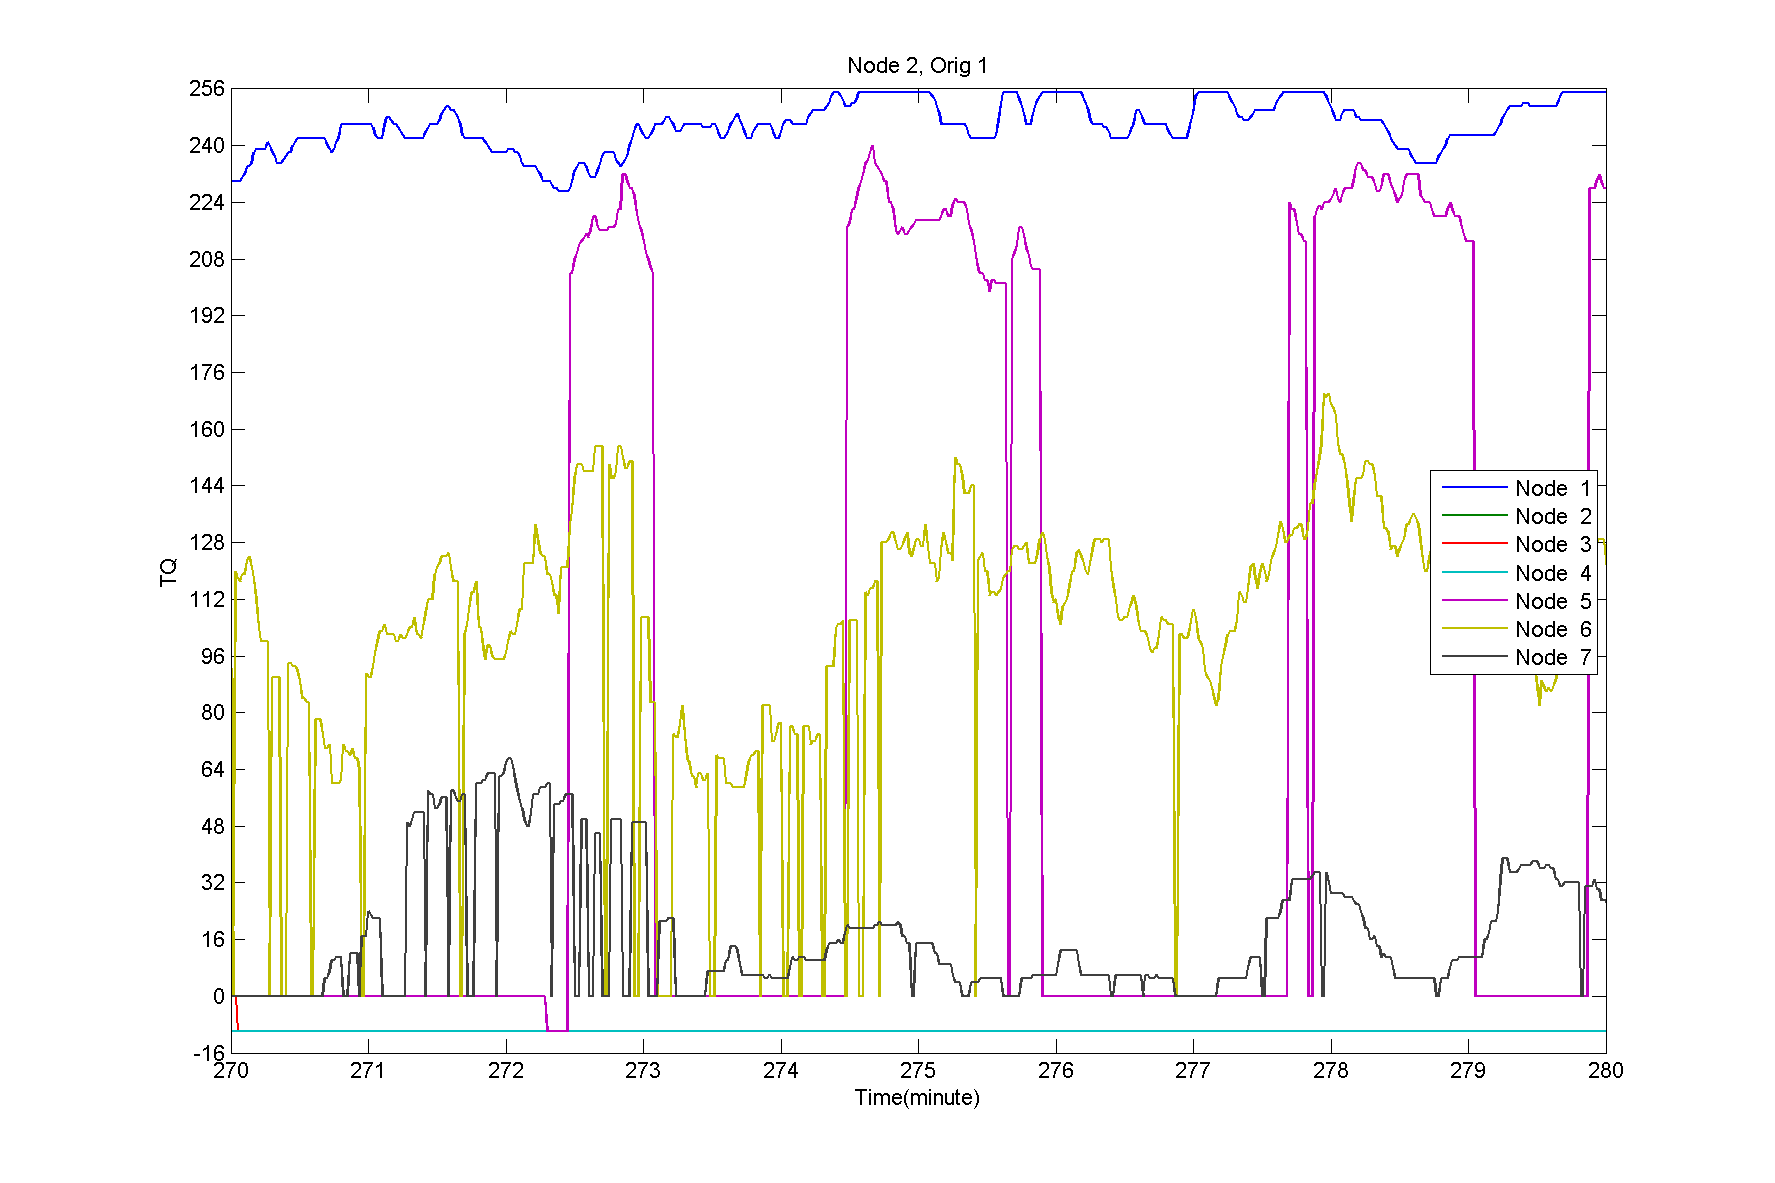 Node 2, Orig 1
256
240
224
208
192
176
160
144
128
112
96
80
64
48
32
16
0
-16
TQ
270 271 272 273 274 275 276 277 278 279 280
Time(minute)
Node 1
Node 2
Node 3
Node 4
Node 5
Node 6
Node 7